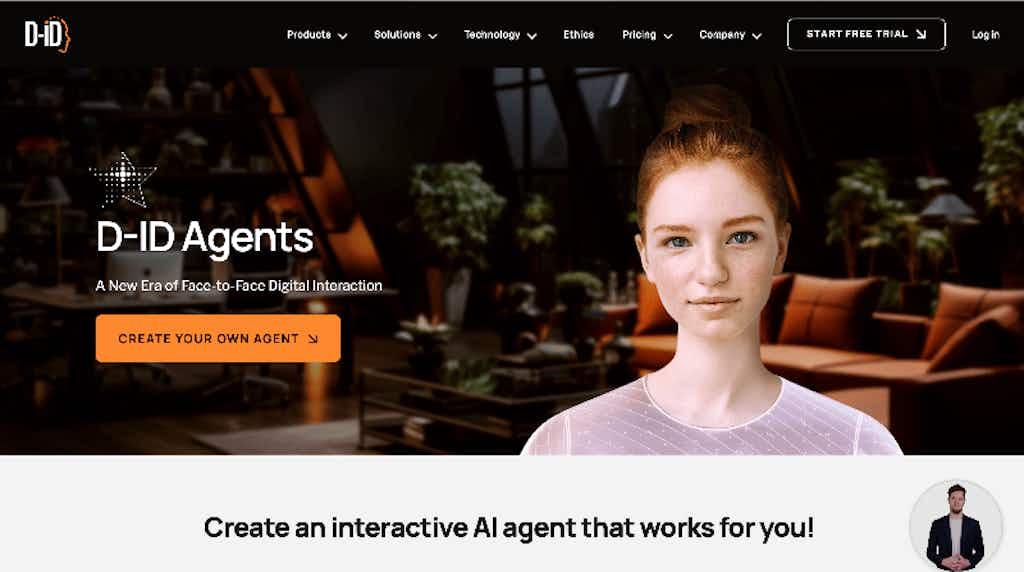 D-iD
Products
Solutions
Technology
Ethics
Pricing
Company
START FREE TRIAL
Log in
D-ID Agents
A New Era of Face-to-Face Digital Interaction
CREATE YOUR OWN AGENT
Create an interactive AI agent that works for you!